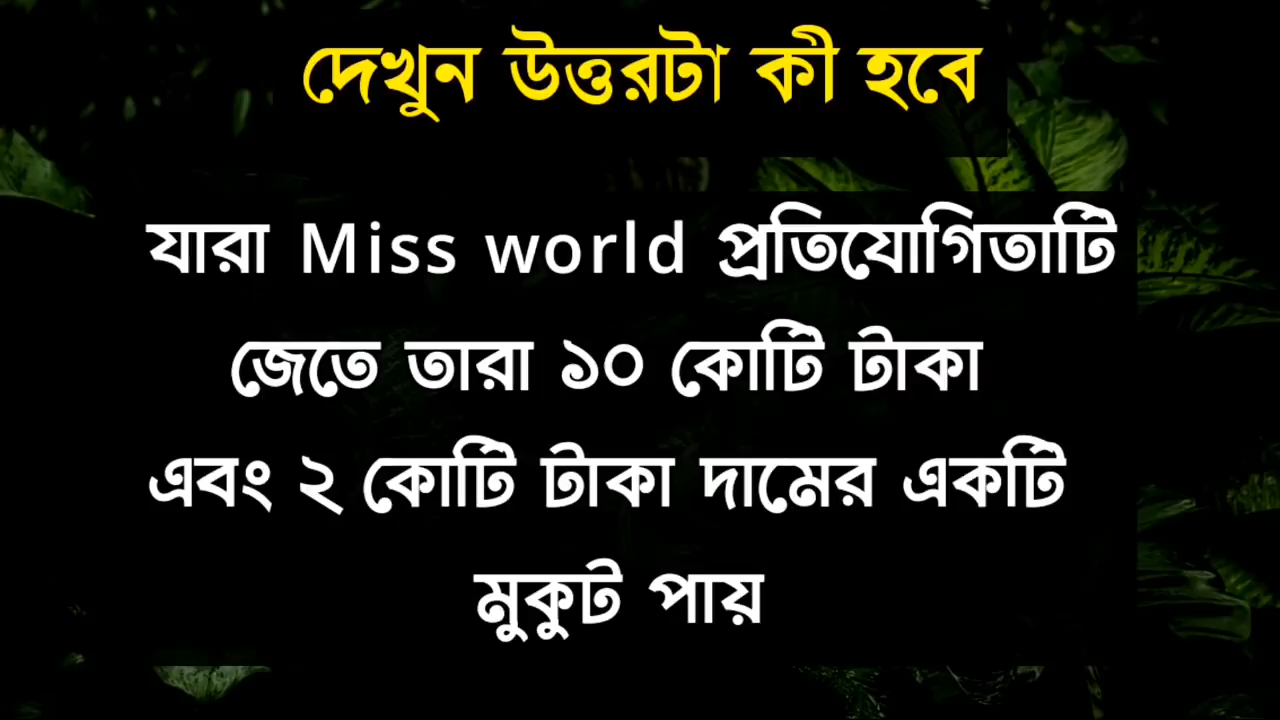 দেখুন উত্তরটা কী হবে
যারা Miss world প্রতিযোগিতাটি
জেতে তারা ১০ কোটি টাকা
এবং ২ কোটি টাকা দামের একটি
মুকুট পায়